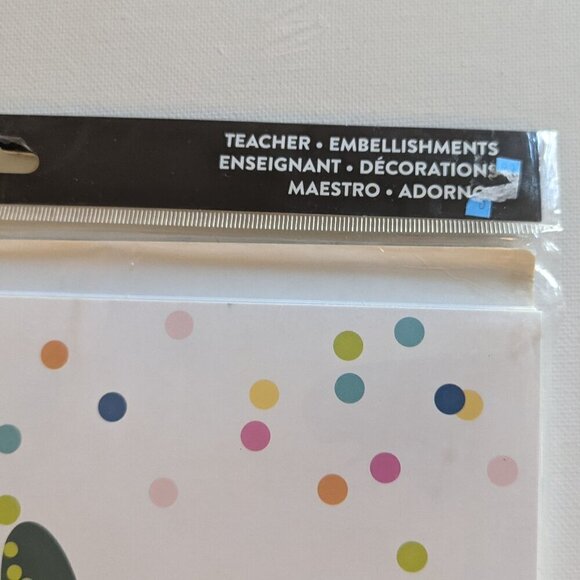 TEACHER • EMBELLISHMENTS
ENSEIGNANT • DÉCORATIONS
MAESTRO • ADORNOS